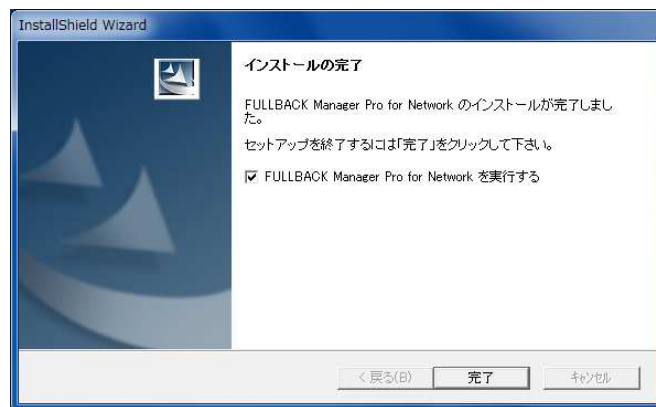 InstallShield Wizard
インストールの完了
FULLBACK Manager Pro for Network のインストールが完了しまし
た。
セットアップを終了するには「完了」をクリックして下さい。
FULLBACK Manager Pro for Network を実行する
< 戻る(B)
完了
キャンセル